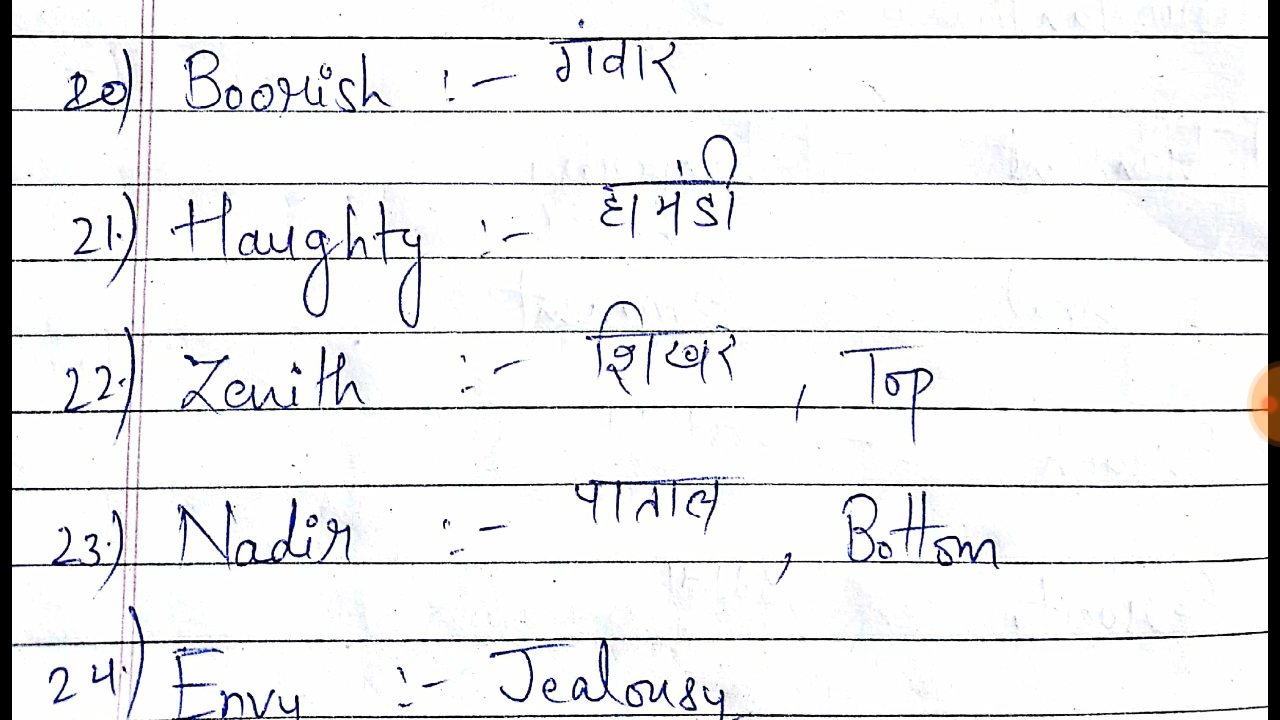 20) Boorish :- गंवार
21.) Haughty :- घमंडी
22.) Zenith :- शिखर , Top
23.) Nadir :- पाताल , Bottom
24.) Envy :- Jealousy